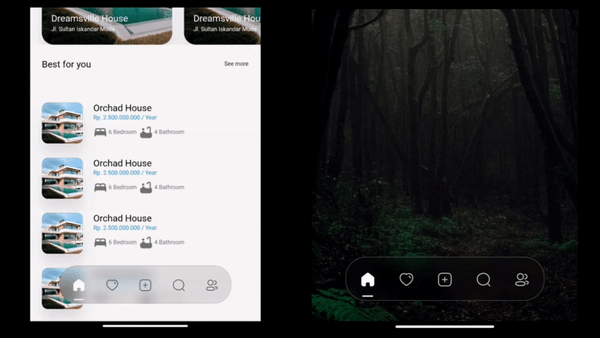 Dreamsville House
Jl. Sultan Iskandar Muda
Jl. Sultan Iskandar Muda
Best for you
See more
Orchad House
Rp. 2.500.000.000 / Year
6 Bedroom
4 Bathroom
Orchad House
Rp. 2.500.000.000 / Year
6 Bedroom
4 Bathroom
Orchad House
Rp. 2.500.000.000 / Year
6 Bedroom
4 Bathroom